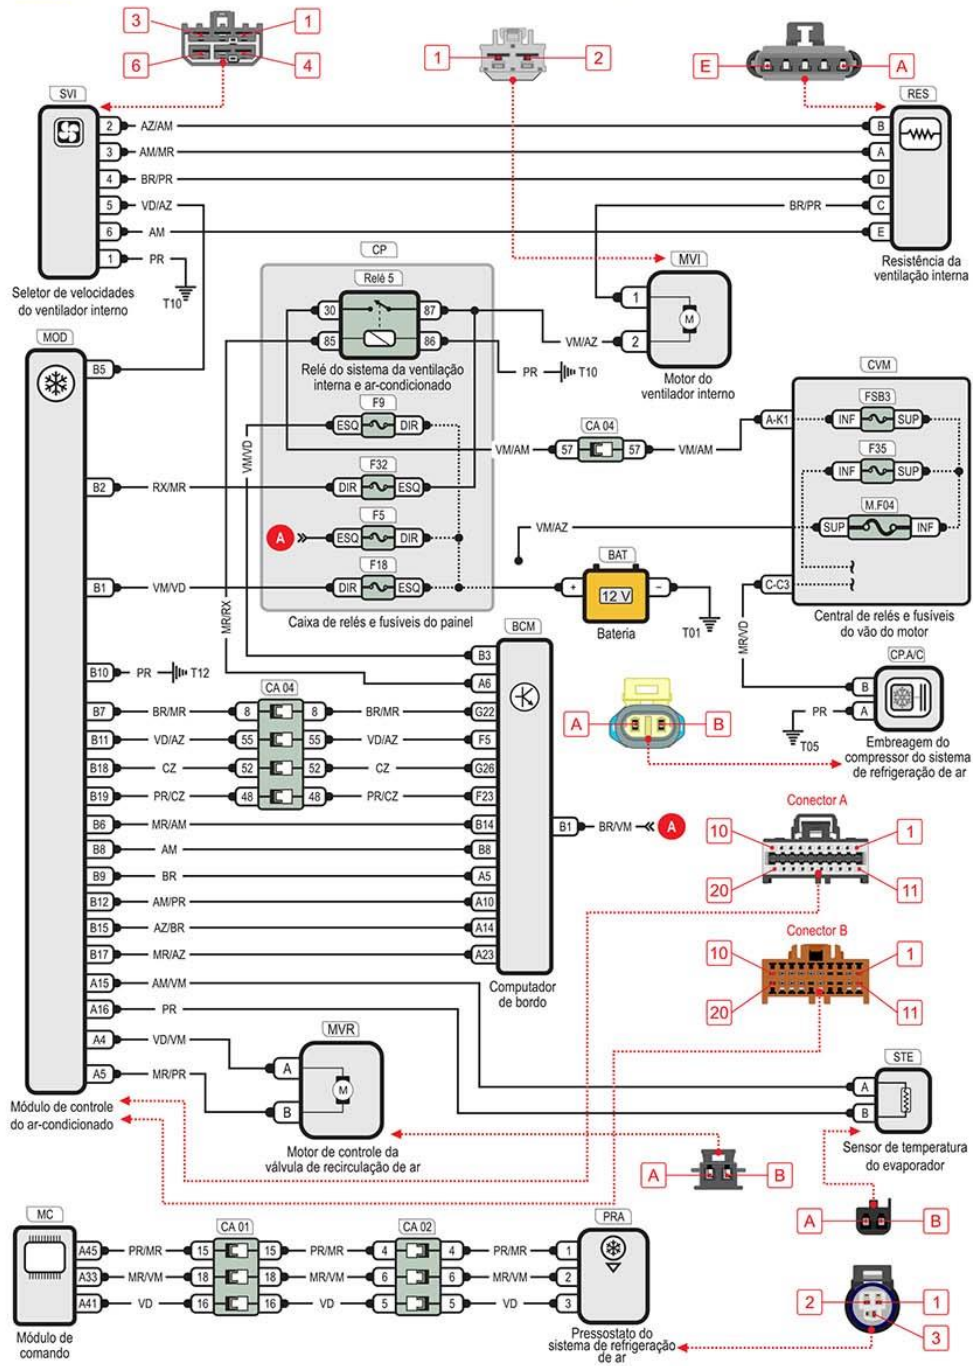 3 1
6 4
1 2
E A
SVI
RES
2 AZ/AM B
3 AM/MR A
4 BR/PR D
5 VD/AZ
BR/PR C
6 AM E
1 PR
T10
Seletor de velocidades
do ventilador interno
Resistência da
ventilação interna
CP
Relé 5
30 87
85 86
Relé do sistema da ventilação
interna e ar-condicionado
PR T10
MVI
1
VM/AZ 2
M
Motor do
ventilador interno
MOD
B5
F9
ESQ DIR
VM/VD
VM/AM 57 CA 04 57 VM/AM
CVM
FSB3
A-K1 INF SUP
F35
INF SUP
M.F04
SUP INF
VM/AZ
C-C3
Central de relés e fusíveis
do vão do motor
B2 RX/MR
F32
DIR ESQ
F5
A ESQ DIR
F18
B1 VM/VD DIR ESQ
Caixa de relés e fusíveis do painel
MR/RX
BAT
+ 12 V −
Bateria
T01
MR/VD
CP.A/C
B
PR A
T05
Embreagem do
compressor do sistema
de refrigeração de ar
A B
BCM
B3
A6
B10 PR T12
CA 04
B7 BR/MR 8 8 BR/MR G22
B11 VD/AZ 55 55 VD/AZ F5
B18 CZ 52 52 CZ G26
B19 PR/CZ 48 48 PR/CZ F23
B6 MR/AM B14
B1 BR/VM A
B8 AM B8
B9 BR A5
B12 AM/PR A10
B15 AZ/BR A14
B17 MR/AZ A23
Computador
de bordo
Conector A
10 1
20 11
Conector B
10 1
20 11
A15 AM/VM
A16 PR
A4 VD/VM
A5 MR/PR
Módulo de controle
do ar-condicionado
MVR
A
B
M
Motor de controle da
válvula de recirculação de ar
STE
A
B
Sensor de temperatura
do evaporador
A B
A B
MC
CA 01
CA 02
PRA
A45 PR/MR 15 15 PR/MR 4 4 PR/MR 1
A33 MR/VM 18 18 MR/VM 6 6 MR/VM 2
A41 VD 16 16 VD 5 5 VD 3
Módulo de
comando
Pressostato do
sistema de refrigeração
de ar
2 1
3